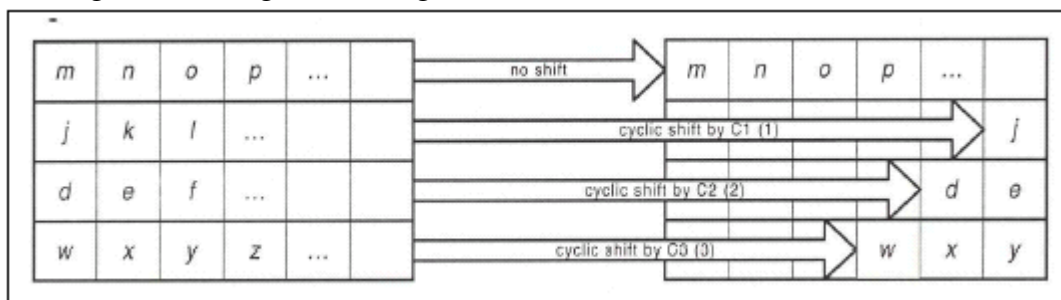 m n o p ... no shift m n o p ...
j k l ... cyclic shift by C1 (1) j
d e f ... cyclic shift by C2 (2) d e
w x y z ... cyclic shift by C3 (3) w x y